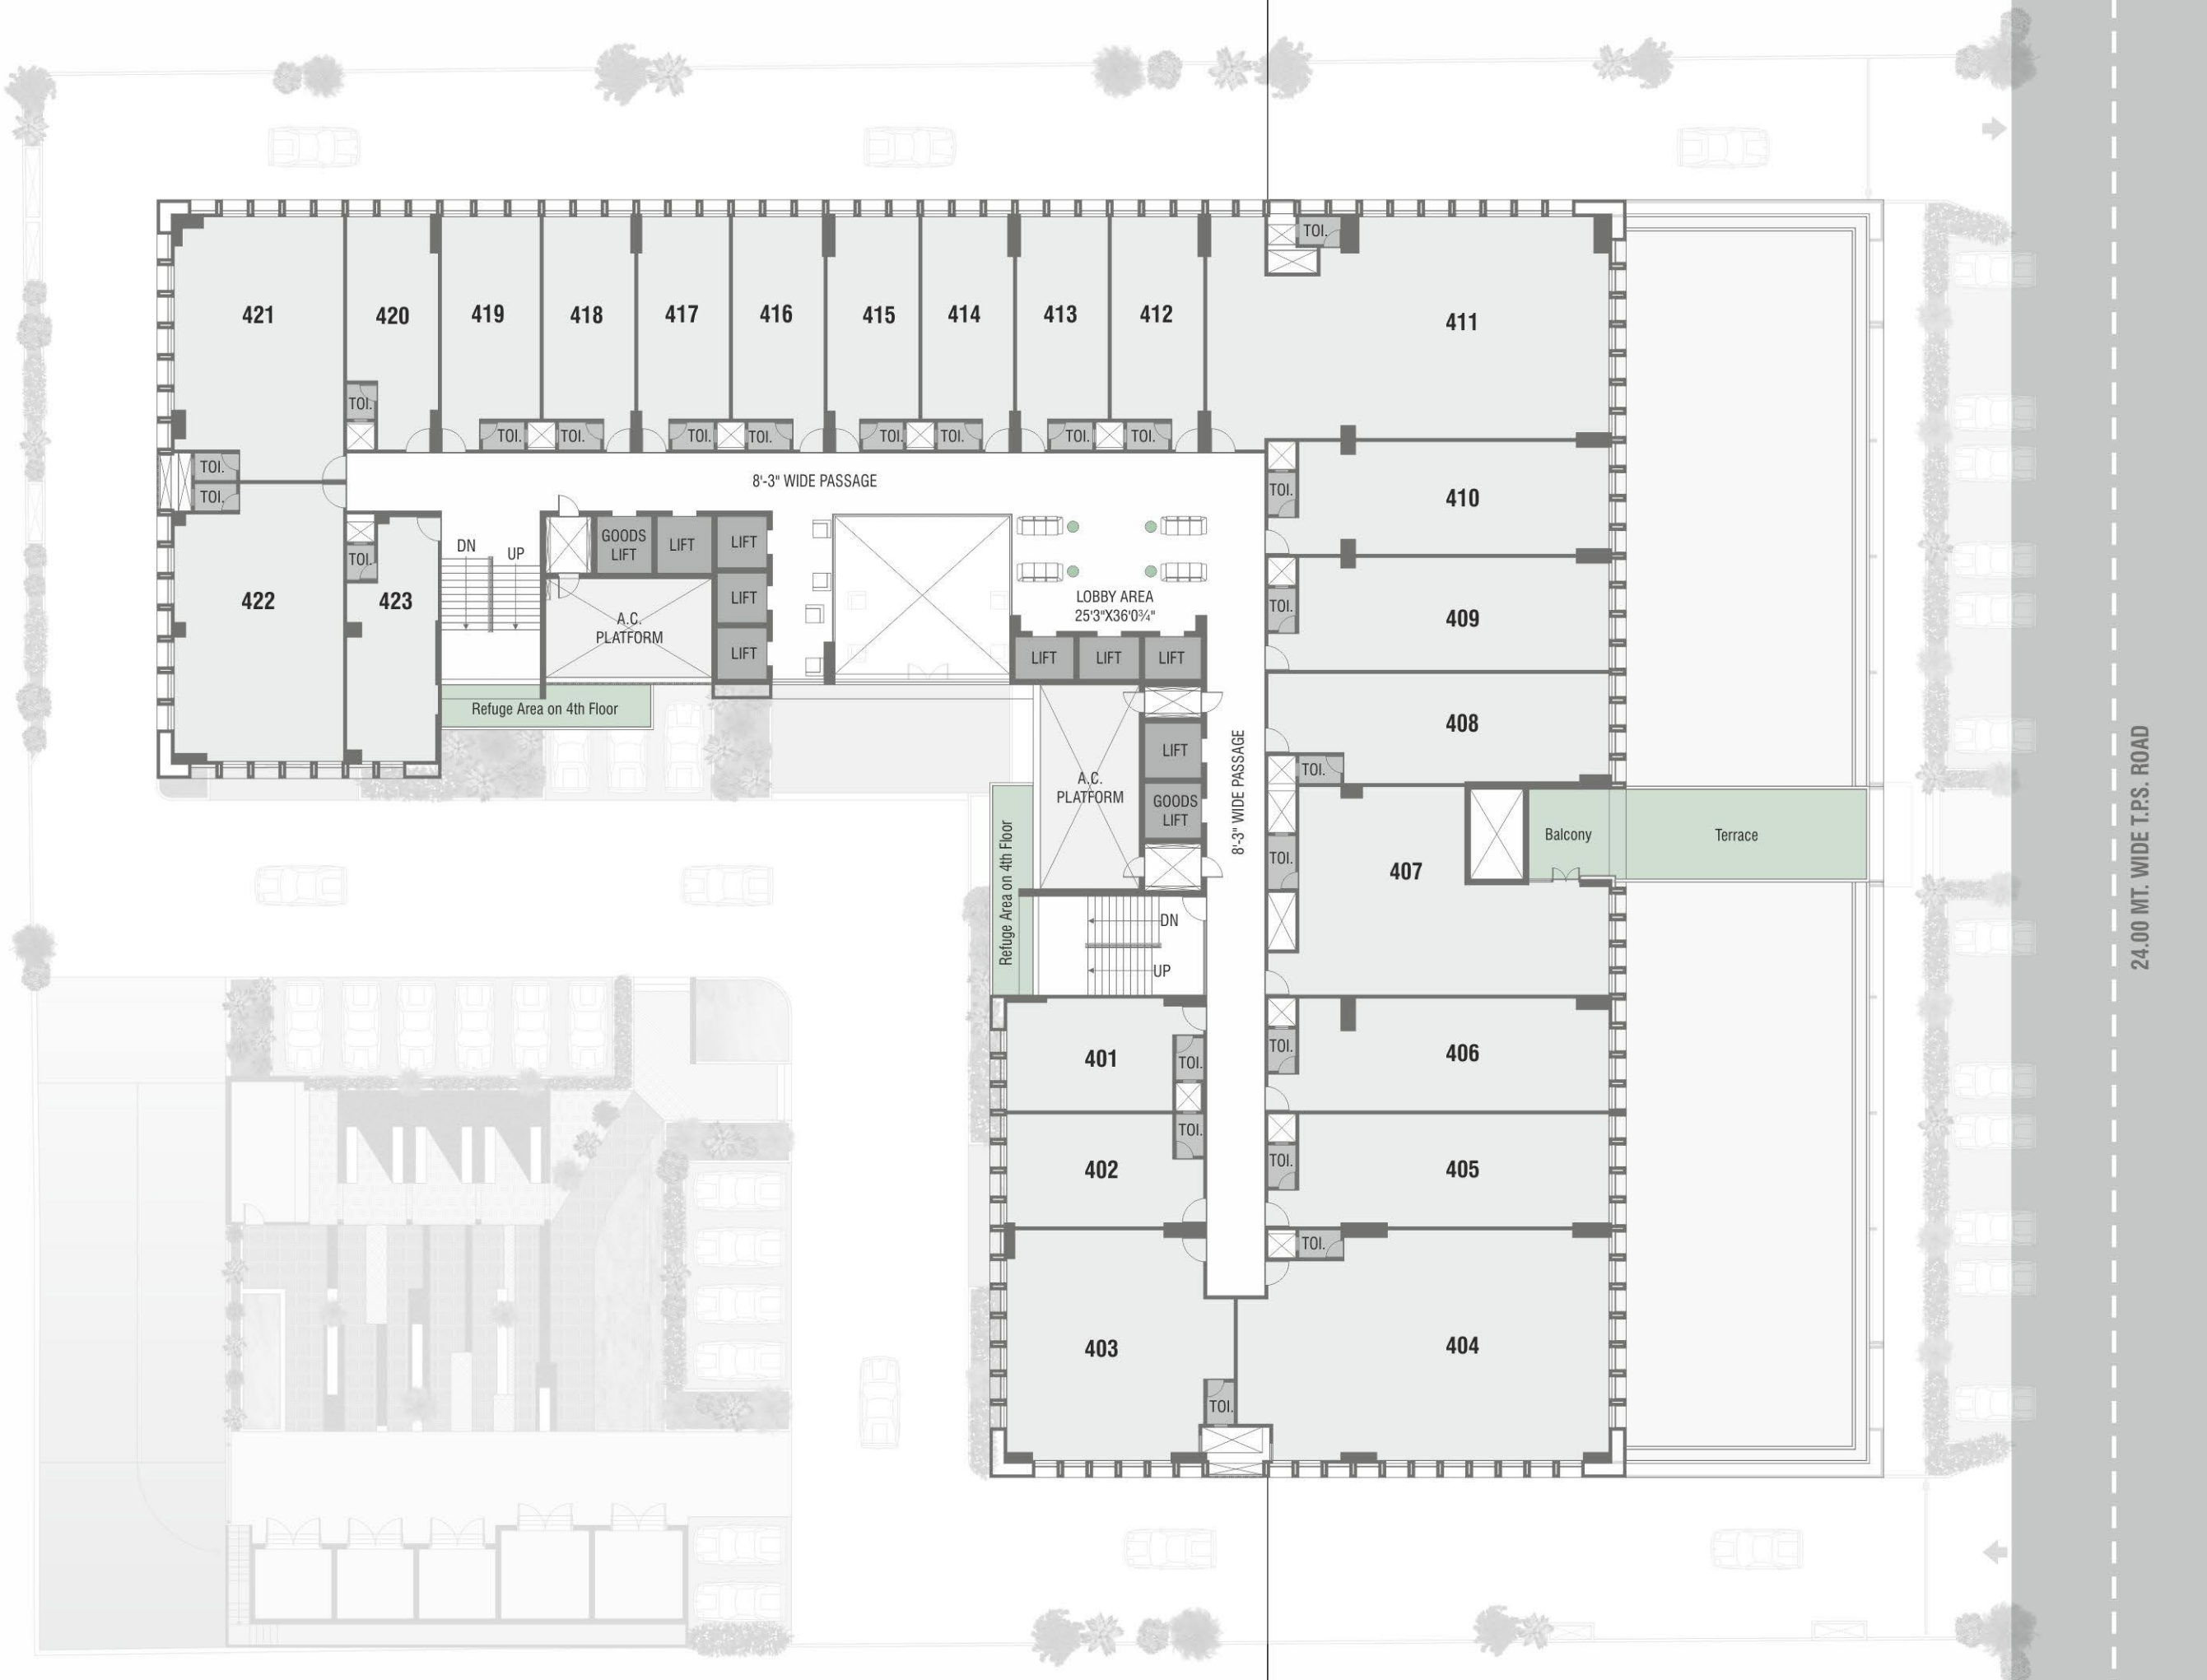 TOI.
421
420
419
418
417
416
415
414
413
412
411
TOI.
TOI.
TOI.
TOI.
TOI.
TOI.
TOI.
TOI.
TOI.
TOI.
TOI.
8'-3" WIDE PASSAGE
TOI.
410
DN
UP
GOODS
LIFT
LIFT
LIFT
TOI.
422
423
LIFT
LOBBY AREA
25'3"X36'0¾"
TOI.
409
A.C.
PLATFORM
LIFT
LIFT
LIFT
LIFT
Refuge Area on 4th Floor
408
LIFT
TOI.
A.C.
PLATFORM
GOODS
LIFT
8'-3" WIDE PASSAGE
Balcony
Terrace
24.00 MT. WIDE T.P.S. ROAD
TOI.
407
Refuge Area on 4th Floor
DN
UP
401
TOI.
TOI.
406
402
TOI.
TOI.
405
TOI.
403
404
TOI.